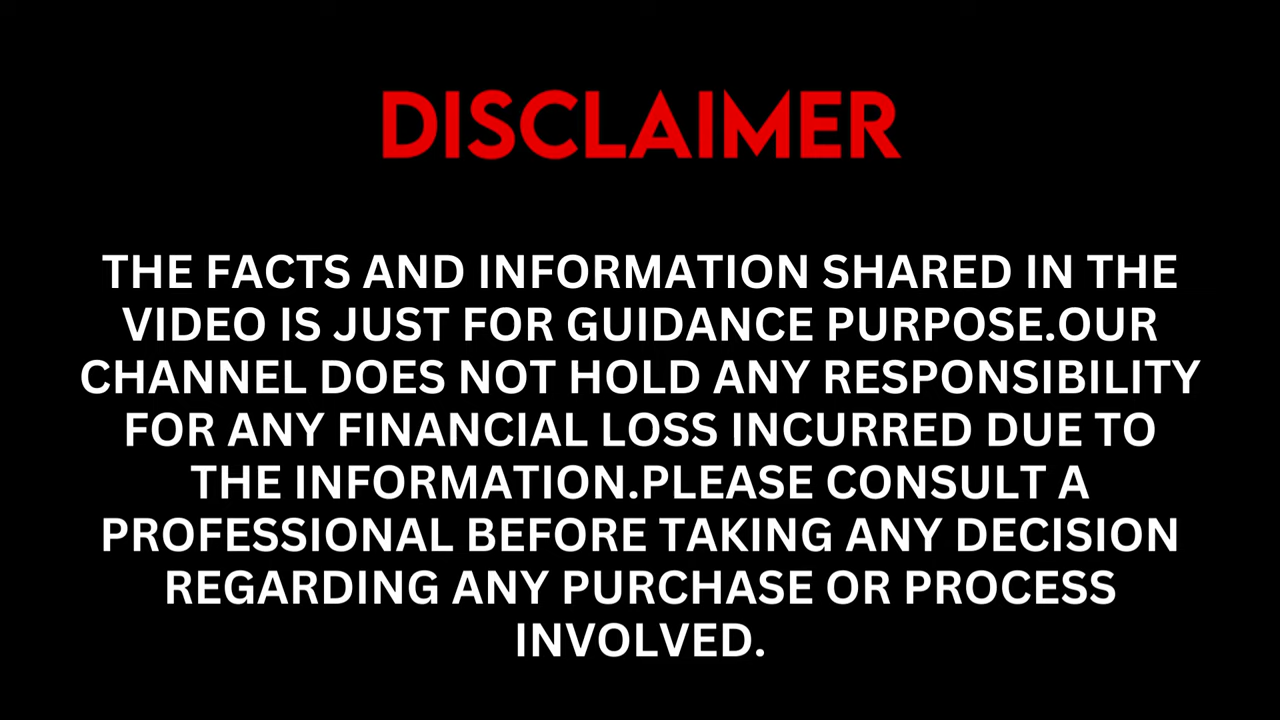 DISCLAIMER
THE FACTS AND INFORMATION SHARED IN THE
VIDEO IS JUST FOR GUIDANCE PURPOSE.OUR
CHANNEL DOES NOT HOLD ANY RESPONSIBILITY
FOR ANY FINANCIAL LOSS INCURRED DUE TO
THE INFORMATION.PLEASE CONSULT A
PROFESSIONAL BEFORE TAKING ANY DECISION
REGARDING ANY PURCHASE OR PROCESS
INVOLVED.